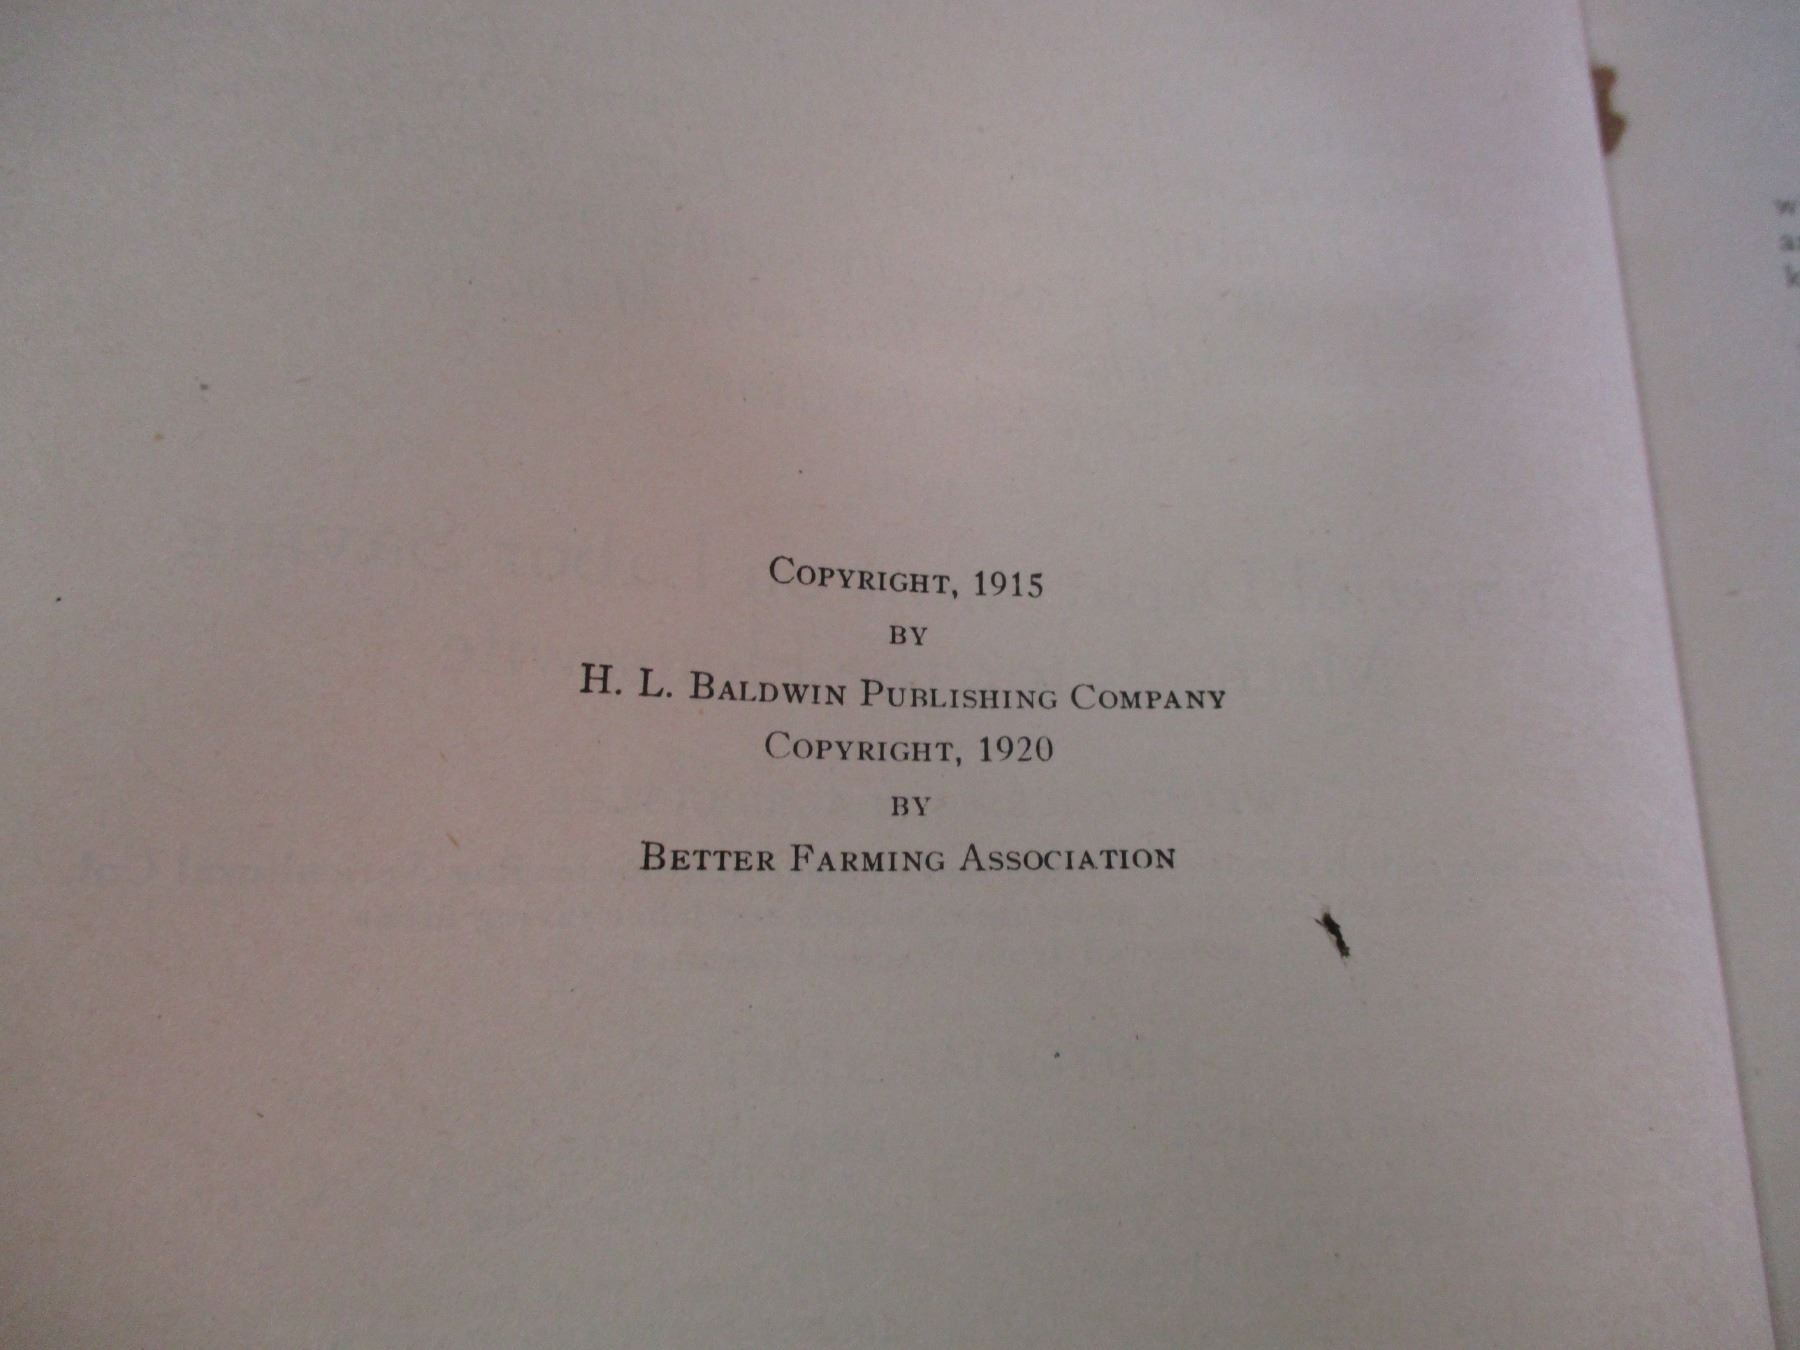 Copyright, 1915
by
H. L. Baldwin Publishing Company
Copyright, 1920
by
Better Farming Association